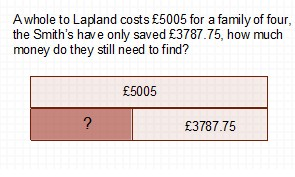 A whole to Lapland costs £5005 for a family of four,
the Smith's have only saved £3787.75, how much
money do they still need to find?
£5005
?
£3787.75